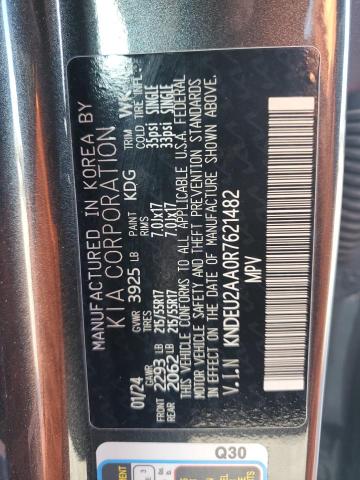 MANUFACTURED IN KOREA BY
KIA CORPORATION
GVWR 3925 LB PAINT KDG TRIM WK
01/24 GAWR RIMS COLD TIRE INFL.
FRONT 2293 LB 215/55R17 7.0Jx17 35psi SINGLE
REAR 2062 LB 215/55R17 7.0Jx17 33psi SINGLE
THIS VEHICLE CONFORMS TO ALL APPLICABLE U.S.A. FEDERAL
MOTOR VEHICLE SAFETY AND THEFT PREVENTION STANDARDS
IN EFFECT ON THE DATE OF MANUFACTURE SHOWN ABOVE.
V.I.N KNDEU2AA0R7621482
MPV
Q30